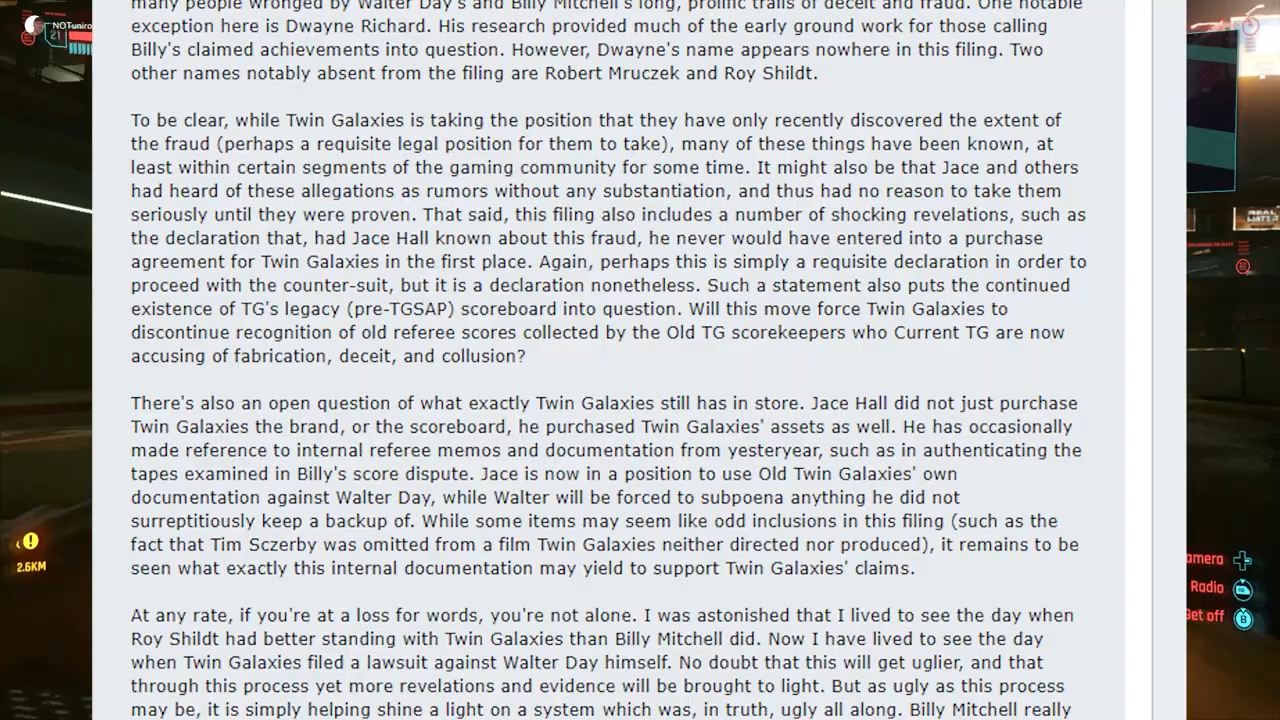 many people wronged by Walter Day's and Billy Mitchell's long, prolific trails of deceit and fraud. One notable
exception here is Dwayne Richard. His research provided much of the early ground work for those calling
Billy's claimed achievements into question. However, Dwayne's name appears nowhere in this filing. Two
other names notably absent from the filing are Robert Mruczek and Roy Shildt.
To be clear, while Twin Galaxies is taking the position that they have only recently discovered the extent of
the fraud (perhaps a requisite legal position for them to take), many of these things have been known, at
least within certain segments of the gaming community for some time. It might also be that Jace and others
had heard of these allegations as rumors without any substantiation, and thus had no reason to take them
seriously until they were proven. That said, this filing also includes a number of shocking revelations, such as
the declaration that, had Jace Hall known about this fraud, he never would have entered into a purchase
agreement for Twin Galaxies in the first place. Again, perhaps this is simply a requisite declaration in order to
proceed with the counter-suit, but it is a declaration nonetheless. Such a statement also puts the continued
existence of TG's legacy (pre-TGSAP) scoreboard into question. Will this move force Twin Galaxies to
discontinue recognition of old referee scores collected by the Old TG scorekeepers who Current TG are now
accusing of fabrication, deceit, and collusion?
There's also an open question of what exactly Twin Galaxies still has in store. Jace Hall did not just purchase
Twin Galaxies the brand, or the scoreboard, he purchased Twin Galaxies' assets as well. He has occasionally
made reference to internal referee memos and documentation from yesteryear, such as in authenticating the
tapes examined in Billy's score dispute. Jace is now in a position to use Old Twin Galaxies' own
documentation against Walter Day, while Walter will be forced to subpoena anything he did not
surreptitiously keep a backup of. While some items may seem like odd inclusions in this filing (such as the
fact that Tim Sczerby was omitted from a film Twin Galaxies neither directed nor produced), it remains to be
seen what exactly this internal documentation may yield to support Twin Galaxies' claims.
At any rate, if you're at a loss for words, you're not alone. I was astonished that I lived to see the day when
Roy Shildt had better standing with Twin Galaxies than Billy Mitchell did. Now I have lived to see the day
when Twin Galaxies filed a lawsuit against Walter Day himself. No doubt that this will get uglier, and that
through this process yet more revelations and evidence will be brought to light. But as ugly as this process
may be, it is simply helping shine a light on a system which was, in truth, ugly all along. Billy Mitchell really
NOTuniro
21
2.6KM
REAL
WATER
amera
Radio
Get off
B